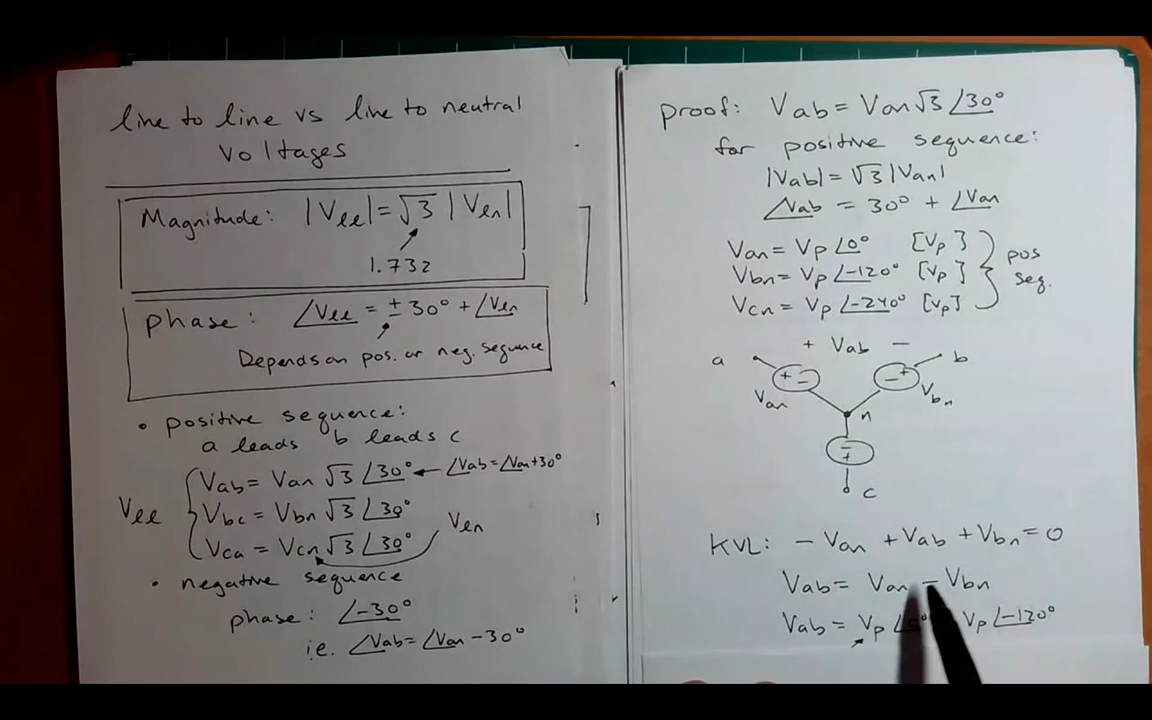 line to line vs line to neutral
voltages
Magnitude: |Vll| = √3 |Vln|
1.732
phase: ∠Vll = ± 30° + ∠Vln
Depends on pos. or neg. sequence
• positive sequence:
a leads b leads c
Vab = Van √3 ∠30° ← ∠Vab = ∠Van + 30°
Vll
Vbc = Vbn √3 ∠30°
Vln
Vca = Vcn √3 ∠30°
• negative sequence
phase: ∠-30°
i.e. ∠Vab = ∠Van - 30°
proof: Vab = Van √3 ∠30°
for positive sequence:
|Vab| = √3 |Van|
∠Vab = 30° + ∠Van
Van = Vp ∠0° [Vp]
Vbn = Vp ∠-120° [Vp]
Vcn = Vp ∠-240° [Vp]
pos
seq.
+ Vab -
a
b
+ -
- +
Van
Vbn
n
-
+
c
KVL: - Van + Vab + Vbn = 0
Vab = Van - Vbn
Vab = Vp ∠0° Vp ∠-120°